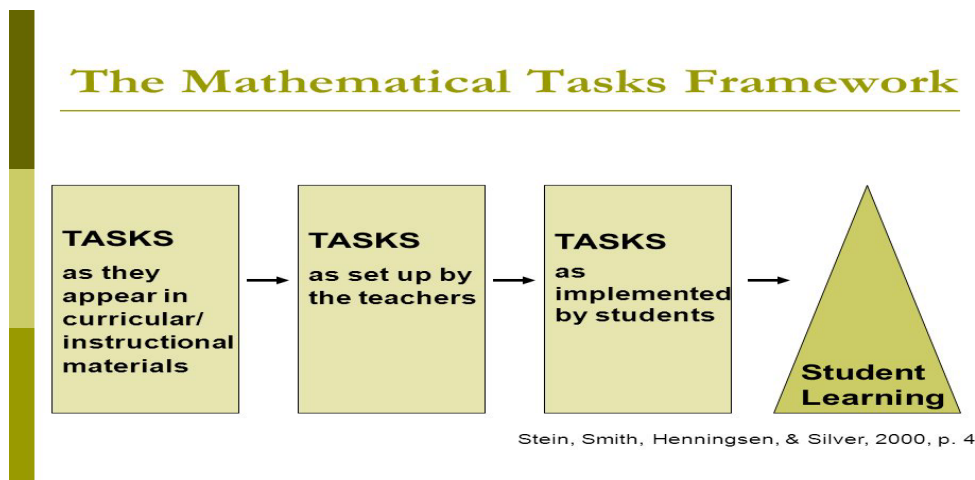 The Mathematical Tasks Framework
TASKS
as they
appear in
curricular/
instructional
materials
TASKS
as set up by
the teachers
TASKS
as
implemented
by students
Student
Learning
Stein, Smith, Henningsen, & Silver, 2000, p. 4